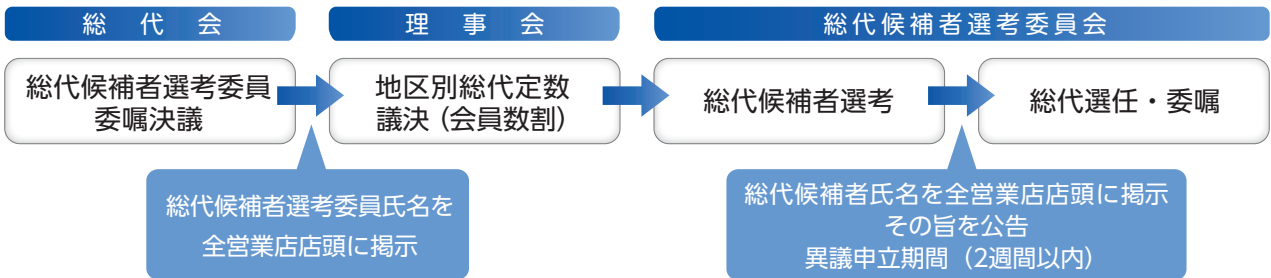 総代会
理事会
総代候補者選考委員会
総代候補者選考委員
委嘱決議
地区別総代定数
議決（会員数割）
総代候補者選考
総代選任・委嘱
総代候補者選考委員氏名を
全営業店店頭に掲示
総代候補者氏名を全営業店店頭に掲示
その旨を公告
異議申立期間（2週間以内）